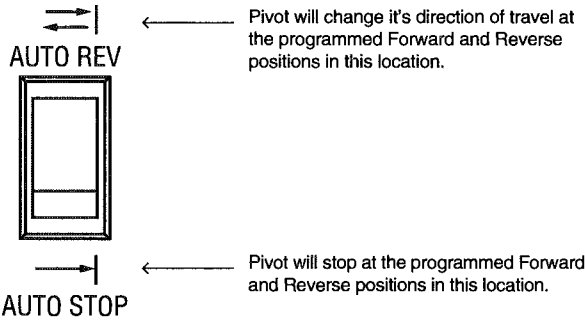 Pivot will change it's direction of travel at
the programmed Forward and Reverse
positions in this location.
AUTO REV
Pivot will stop at the programmed Forward
and Reverse positions in this location.
AUTO STOP